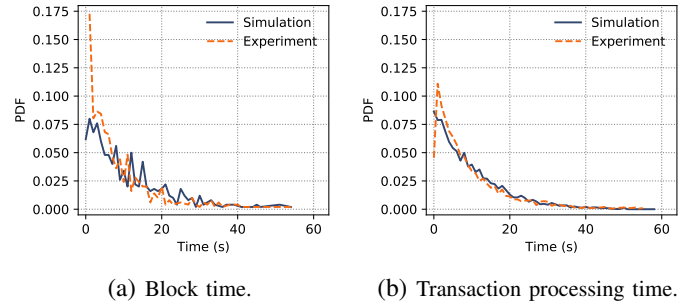 0.175
0.150
0.125
0.100
0.075
0.050
0.025
0.000
PDF
Simulation
Experiment
0 20 40 60
Time (s)
(a) Block time.
0.175
0.150
0.125
0.100
0.075
0.050
0.025
0.000
PDF
Simulation
Experiment
0 20 40 60
Time (s)
(b) Transaction processing time.